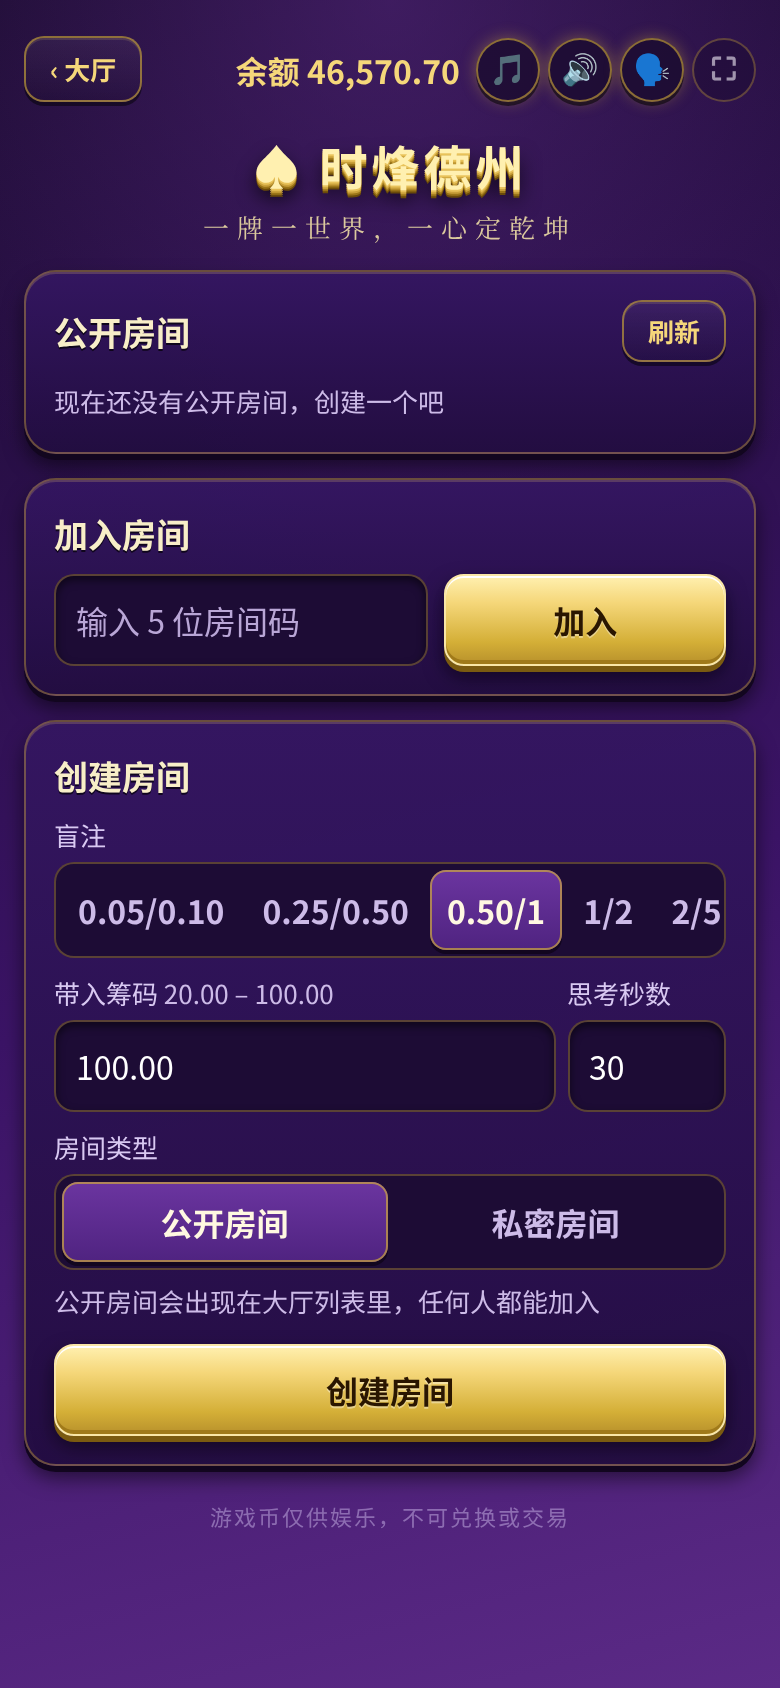 ‹ 大厅
余额 46,570.70
时烽德州
一牌一世界，一心定乾坤
公开房间
刷新
现在还没有公开房间，创建一个吧
加入房间
输入 5 位房间码
加入
创建房间
盲注
0.05/0.10 0.25/0.50 0.50/1 1/2 2/5
带入筹码 20.00 – 100.00 思考秒数
100.00 30
房间类型
公开房间 私密房间
公开房间会出现在大厅列表里，任何人都能加入
创建房间
游戏币仅供娱乐，不可兑换或交易